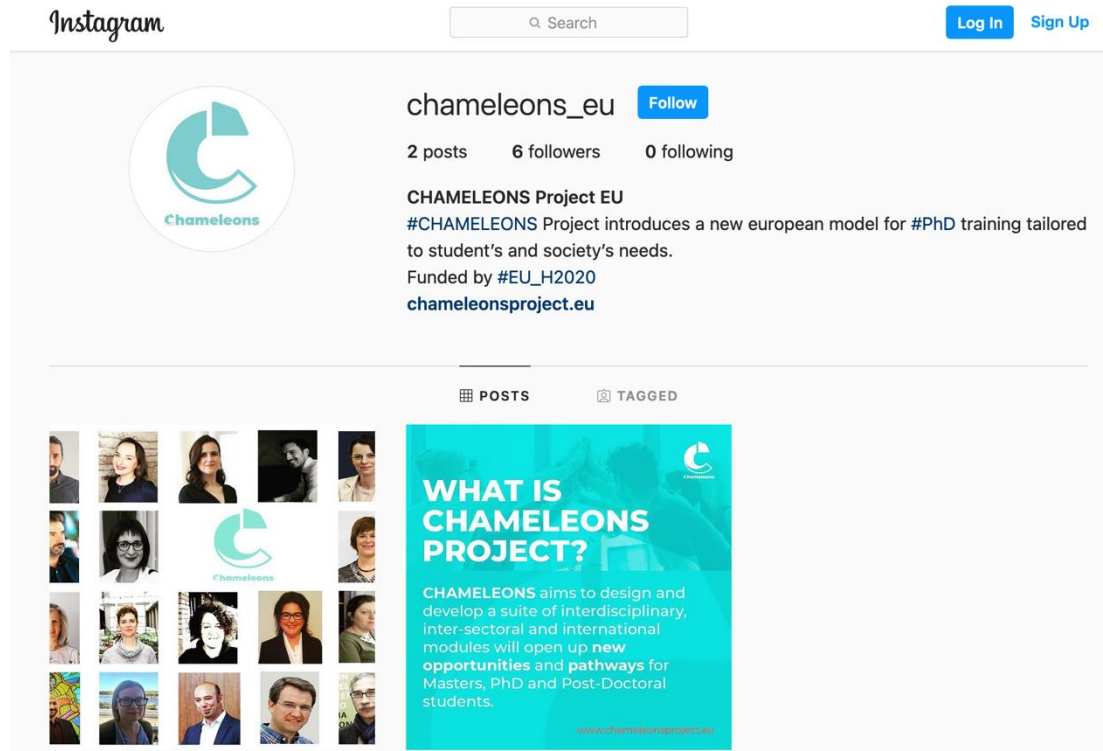 Instagram
Search
Log In
Sign Up
chameleons_eu
Follow
2 posts
6 followers
0 following
CHAMELEONS Project EU
#CHAMELEONS Project introduces a new european model for #PhD training tailored
to student's and society's needs.
Funded by #EU_H2020
chameleonsproject.eu
POSTS
TAGGED
Chameleons
Chameleons
Chameleons
WHAT IS
CHAMELEONS
PROJECT?
CHAMELEONS aims to design and
develop a suite of interdisciplinary,
inter-sectoral and international
modules will open up new
opportunities and pathways for
Masters, PhD and Post-Doctoral
students.
www.chameleonsproject.eu